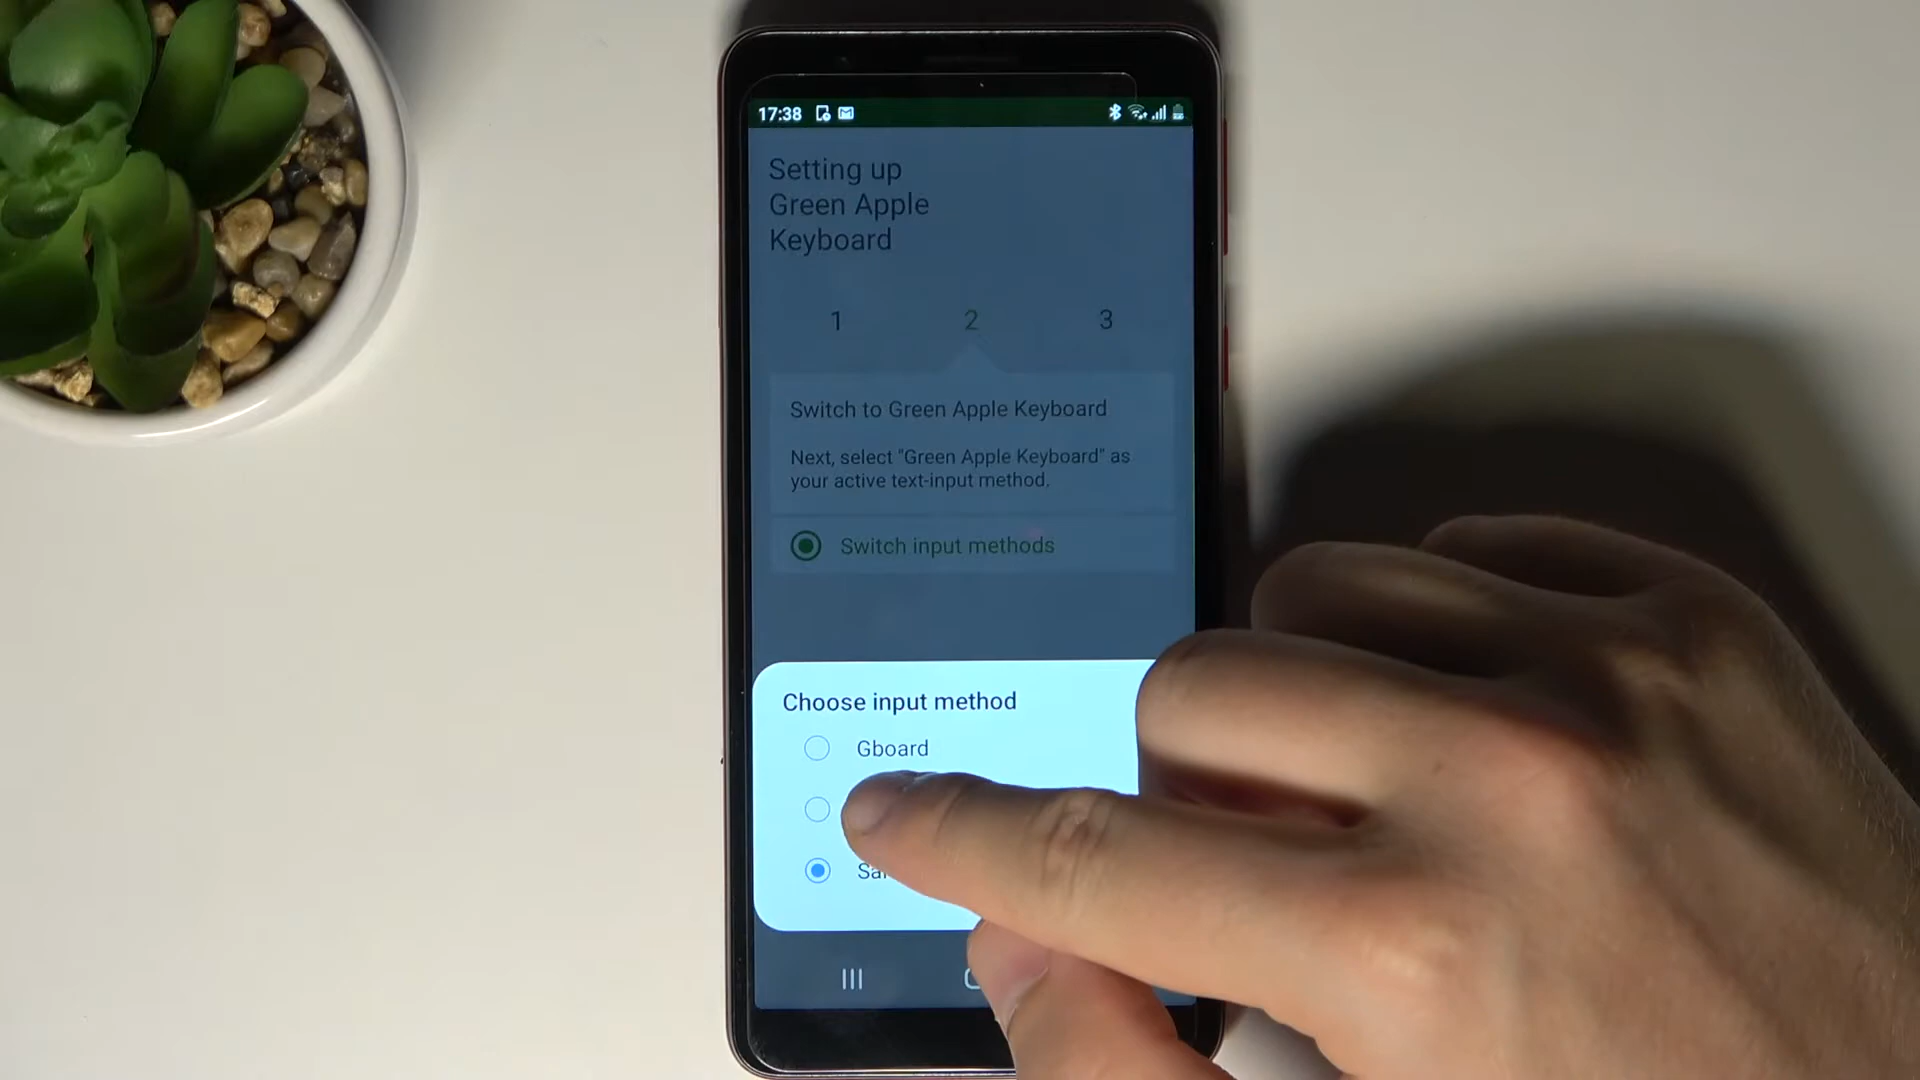 17:38
Setting up
Green Apple
Keyboard
1 2 3
Switch to Green Apple Keyboard
Next, select "Green Apple Keyboard" as
your active text-input method.
Switch input methods
Choose input method
Gboard